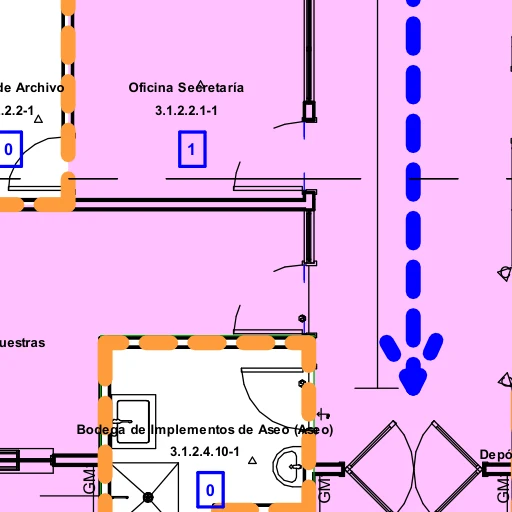 de Archivo
.2.2-1
0
Oficina Secretaría
3.1.2.2.1-1
1
uestras
Bodega de Implementos de Aseo (Aseo)
3.1.2.4.10-1
0
Depó
GM
GM
GM